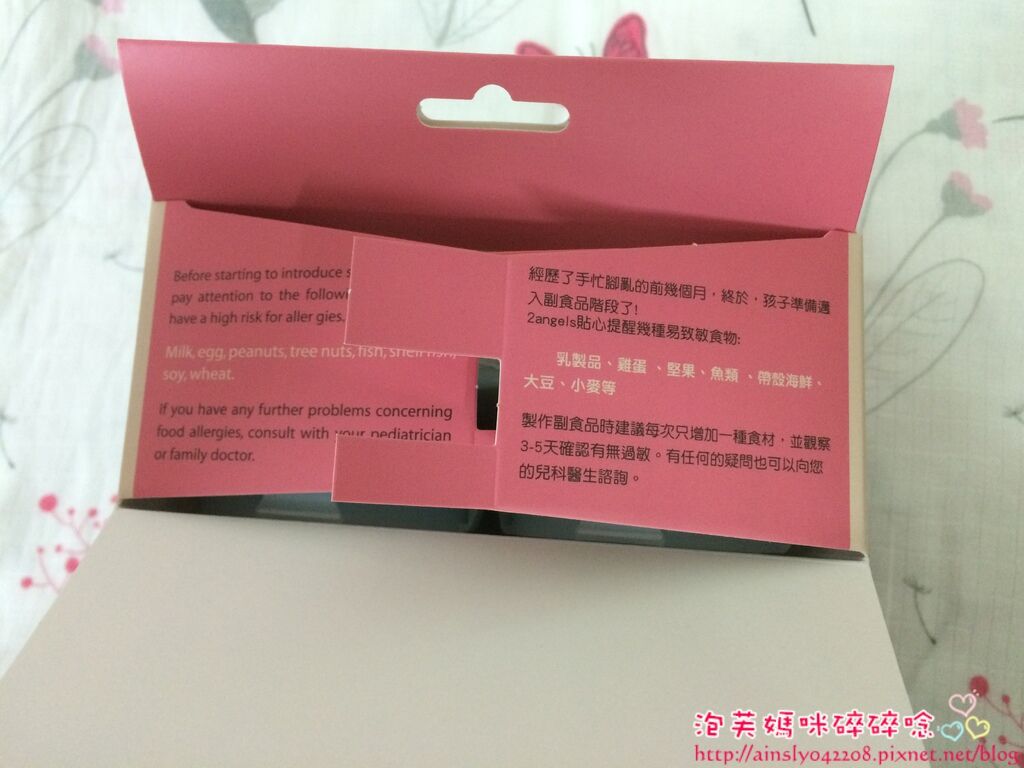 Before starting to introduce
pay attention to the
have a high risk for aller gies.
Milk, egg, peanuts, tree nuts, fish, shell fish,
soy, wheat.
If you have any further problems concerning
food allergies, consult with your pediatrician
or family doctor.
經歷了手忙腳亂的前幾個月，終於，孩子準備邁
入副食品階段了!
2angels貼心提醒幾種易致敏食物:
乳製品、雞蛋、堅果、魚類、帶殼海鮮、
大豆、小麥等
製作副食品時建議每次只增加一種食材，並觀察
3-5天確認有無過敏。有任何的疑問也可以向您
的兒科醫生諮詢。
泡芙媽咪碎碎唸
http://ainsly042208.pixnet.net/blog